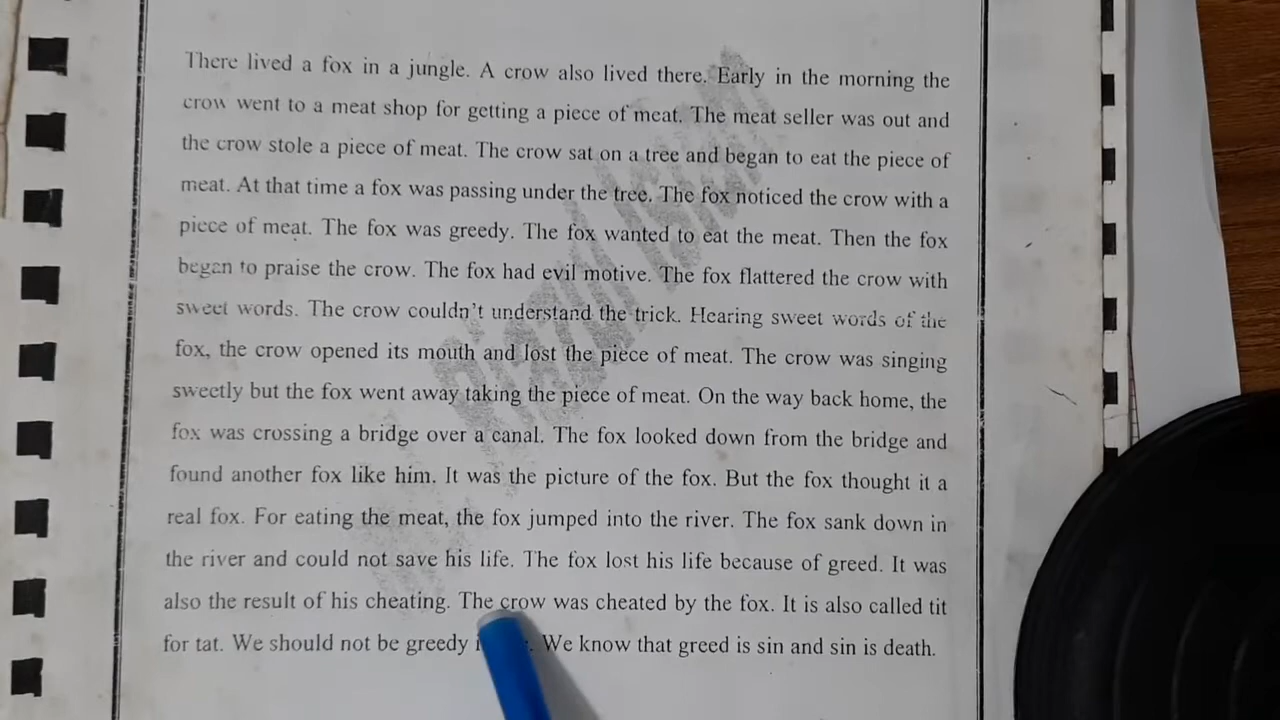 There lived a fox in a jungle. A crow also lived there. Early in the morning the
crow went to a meat shop for getting a piece of meat. The meat seller was out and
the crow stole a piece of meat. The crow sat on a tree and began to eat the piece of
meat. At that time a fox was passing under the tree. The fox noticed the crow with a
piece of meat. The fox was greedy. The fox wanted to eat the meat. Then the fox
began to praise the crow. The fox had evil motive. The fox flattered the crow with
sweet words. The crow couldn't understand the trick. Hearing sweet words of the
fox, the crow opened its mouth and lost the piece of meat. The crow was singing
sweetly but the fox went away taking the piece of meat. On the way back home, the
fox was crossing a bridge over a canal. The fox looked down from the bridge and
found another fox like him. It was the picture of the fox. But the fox thought it a
real fox. For eating the meat, the fox jumped into the river. The fox sank down in
the river and could not save his life. The fox lost his life because of greed. It was
also the result of his cheating. The crow was cheated by the fox. It is also called tit
for tat. We should not be greedy We know that greed is sin and sin is death.